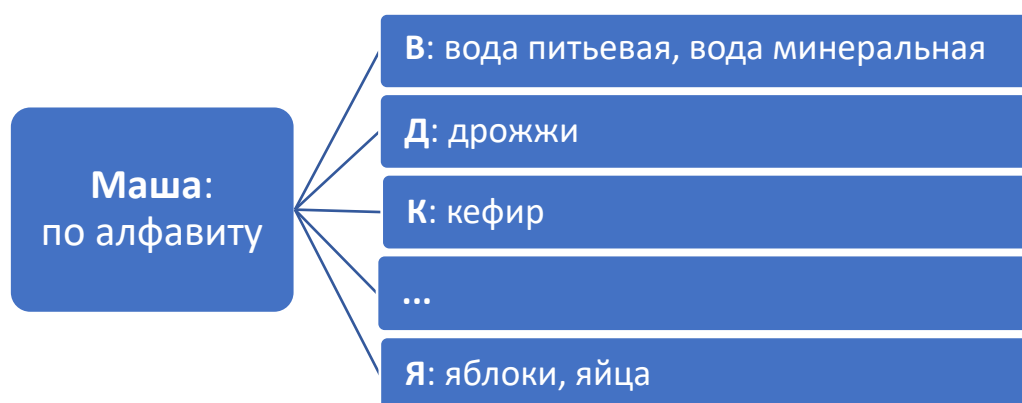 Маша:
по алфавиту
В: вода питьевая, вода минеральная
Д: дрожжи
К: кефир
...
Я: яблоки, яйца